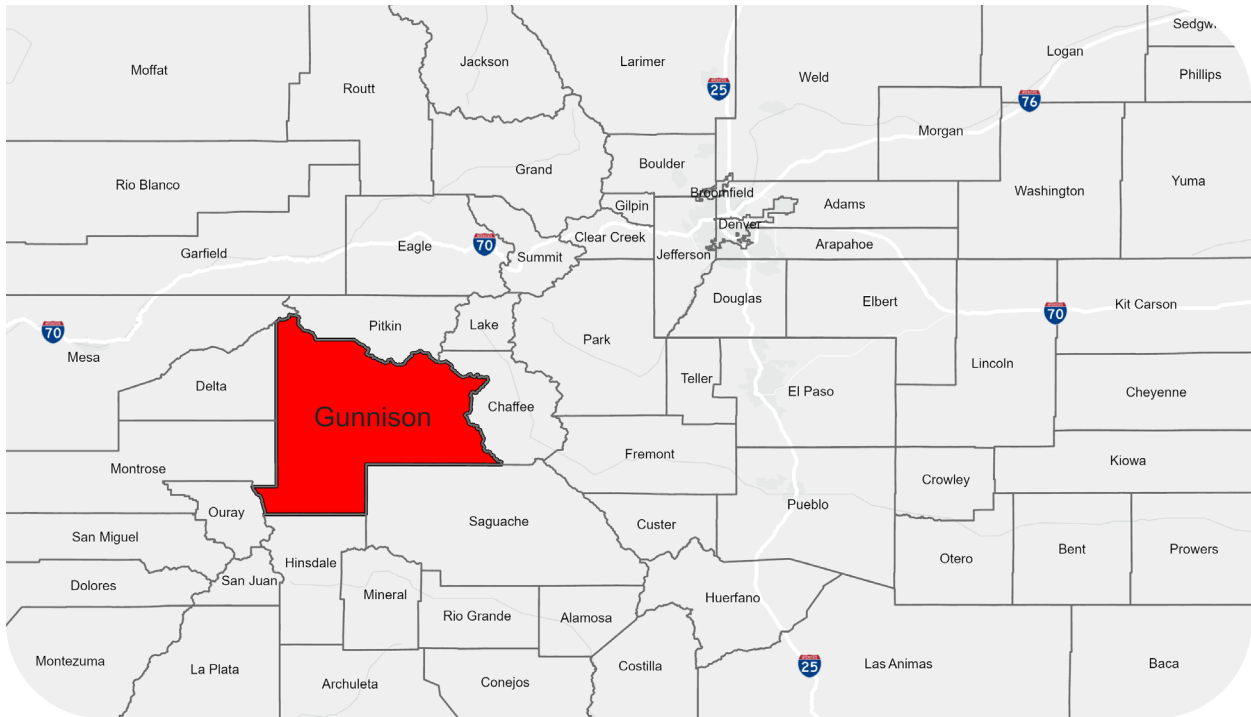 Sedgw
Moffat
Jackson
Larimer
Logan
Routt
Weld
Phillips
25
76
Morgan
Boulder
Grand
Rio Blanco
Broomfield
Washington
Yuma
Gilpin
Adams
Denver
Clear Creek
Eagle
70
Arapahoe
Garfield
Summit
Jefferson
Douglas
Elbert
Kit Carson
70
Pitkin
Lake
70
Park
Mesa
Lincoln
Teller
Delta
El Paso
Cheyenne
Chaffee
Gunnison
Fremont
Kiowa
Montrose
Crowley
Pueblo
Ouray
Saguache
Custer
San Miguel
Bent
Prowers
Otero
Hinsdale
San Juan
Dolores
Mineral
Huerfano
Rio Grande
Alamosa
Montezuma
La Plata
Costilla
25
Las Animas
Baca
Archuleta
Conejos